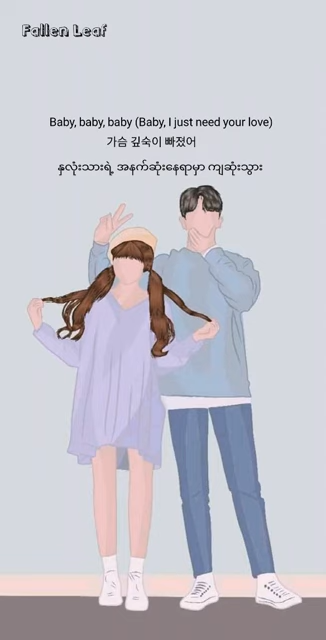 Fallen Leaf
Baby, baby, baby (Baby, I just need your love)
가슴 깊숙이 빠졌어
နှလုံးသားရဲ့ အနက်ဆုံးနေရာမှာ ကျဆုံးသွား